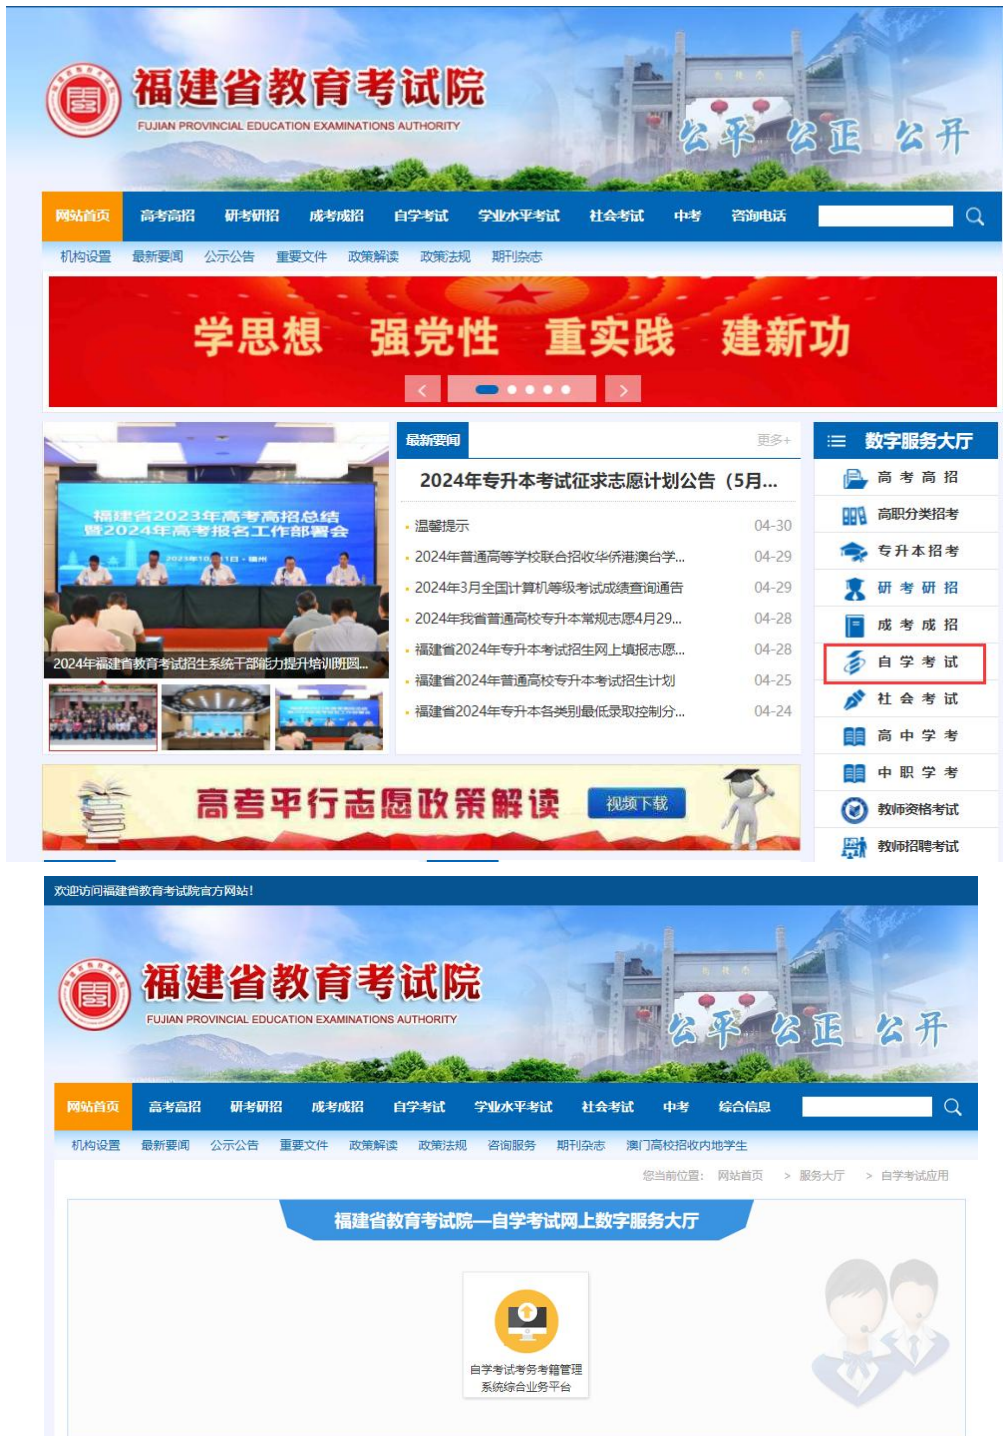 福建省教育考试院
FUJIAN PROVINCIAL EDUCATION EXAMINATIONS AUTHORITY
公平 公正 公开
网站首页 高考高招 研考研招 成考成招 自学考试 学业水平考试 社会考试 中考 咨询电话
机构设置 最新要闻 公示公告 重要文件 政策解读 政策法规 期刊杂志
学思想 强党性 重实践 建新功
福建省2023年高考高招总结
暨2024年高考报名工作部署会
2024年福建省教育考试招生系统干部能力提升培训班圆...
最新要闻 更多+
2024年专升本考试征求志愿计划公告（5月...
温馨提示 04-30
2024年普通高等学校联合招收华侨港澳台学... 04-29
2024年3月全国计算机等级考试成绩查询通告 04-29
2024年我省普通高校专升本常规志愿4月29... 04-28
福建省2024年专升本考试招生网上填报志愿... 04-28
福建省2024年普通高校专升本考试招生计划 04-25
福建省2024年专升本各类别最低录取控制分... 04-24
数字服务大厅
高考高招
高职分类招考
专升本招考
研考研招
成考成招
自学考试
社会考试
高中学考
中职学考
教师资格考试
教师招聘考试
高考平行志愿政策解读 视频下载
欢迎访问福建省教育考试院官方网站！
福建省教育考试院
FUJIAN PROVINCIAL EDUCATION EXAMINATIONS AUTHORITY
公平 公正 公开
网站首页 高考高招 研考研招 成考成招 自学考试 学业水平考试 社会考试 中考 综合信息
机构设置 最新要闻 公示公告 重要文件 政策解读 政策法规 咨询服务 期刊杂志 澳门高校招收内地学生
您当前位置： 网站首页 > 服务大厅 > 自学考试应用
福建省教育考试院—自学考试网上数字服务大厅
自学考试考务考籍管理
系统综合业务平台